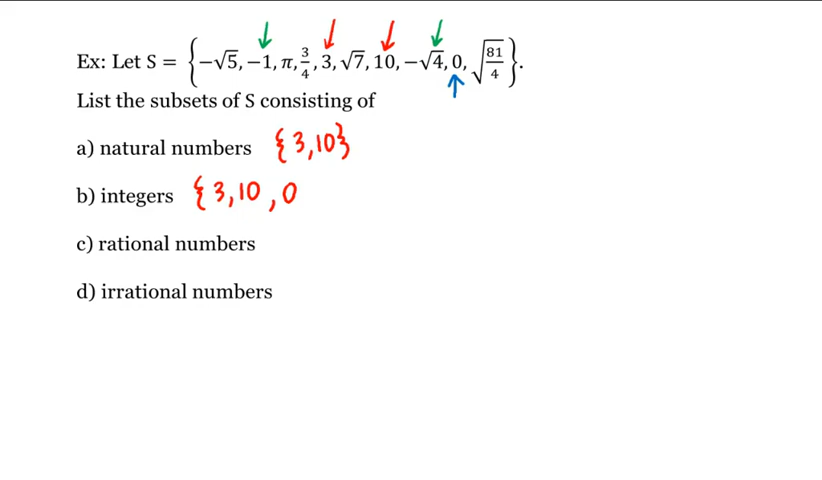 Ex: Let S = {−√5, −1, π, 3/4, 3, √7, 10, −√4, 0, √(81/4)}.
List the subsets of S consisting of
a) natural numbers {3,10}
b) integers {3,10,0
c) rational numbers
d) irrational numbers